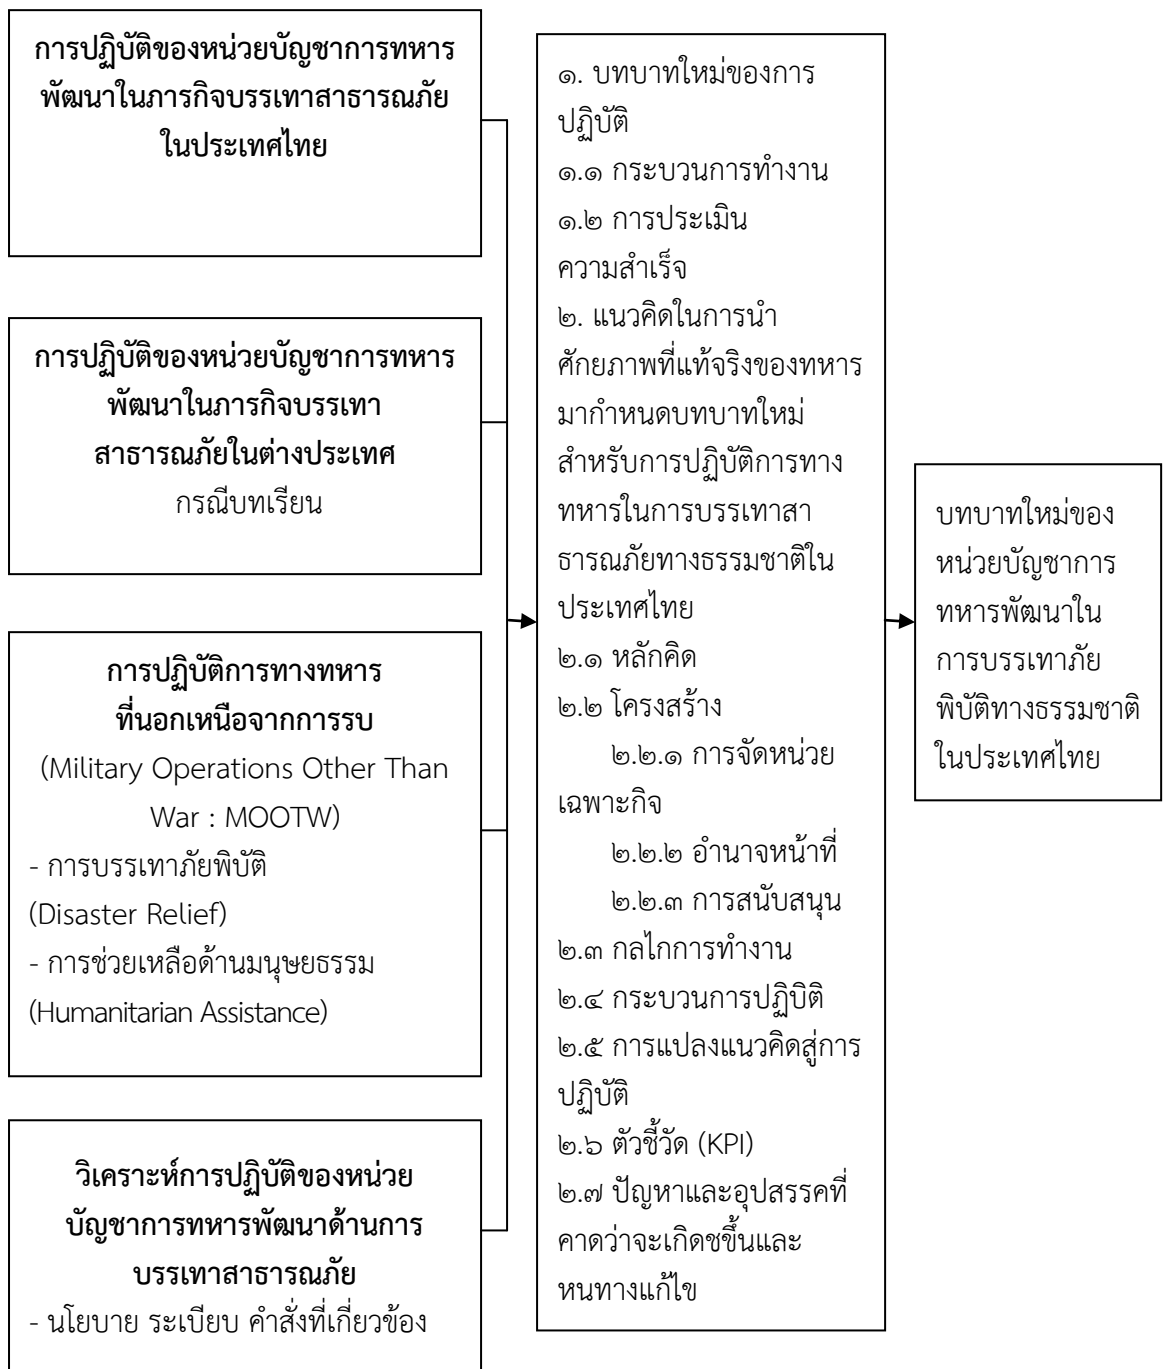 การปฏิบัติของหน่วยบัญชาการทหาร
พัฒนาในภารกิจบรรเทาสาธารณภัย
ในประเทศไทย
การปฏิบัติของหน่วยบัญชาการทหาร
พัฒนาในภารกิจบรรเทา
สาธารณภัยในต่างประเทศ
กรณีบทเรียน
การปฏิบัติการทางทหาร
ที่นอกเหนือจากการรบ
(Military Operations Other Than
War : MOOTW)
- การบรรเทาภัยพิบัติ
(Disaster Relief)
- การช่วยเหลือด้านมนุษยธรรม
(Humanitarian Assistance)
วิเคราะห์การปฏิบัติของหน่วย
บัญชาการทหารพัฒนาด้านการ
บรรเทาสาธารณภัย
- นโยบาย ระเบียบ คำสั่งที่เกี่ยวข้อง
๑. บทบาทใหม่ของการ
ปฏิบัติ
๑.๑ กระบวนการทำงาน
๑.๒ การประเมิน
ความสำเร็จ
๒. แนวคิดในการนำ
ศักยภาพที่แท้จริงของทหาร
มากำหนดบทบาทใหม่
สำหรับการปฏิบัติการทาง
ทหารในการบรรเทาสา
ธารณภัยทางธรรมชาติใน
ประเทศไทย
๒.๑ หลักคิด
๒.๒ โครงสร้าง
๒.๒.๑ การจัดหน่วย
เฉพาะกิจ
๒.๒.๒ อำนาจหน้าที่
๒.๒.๓ การสนับสนุน
๒.๓ กลไกการทำงาน
๒.๔ กระบวนการปฏิบิติ
๒.๕ การแปลงแนวคิดสู่การ
ปฏิบัติ
๒.๖ ตัวชี้วัด (KPI)
๒.๗ ปัญหาและอุปสรรคที่
คาดว่าจะเกิดชขึ้นและ
หนทางแก้ไข
บทบาทใหม่ของ
หน่วยบัญชาการ
ทหารพัฒนาใน
การบรรเทาภัย
พิบัติทางธรรมชาติ
ในประเทศไทย